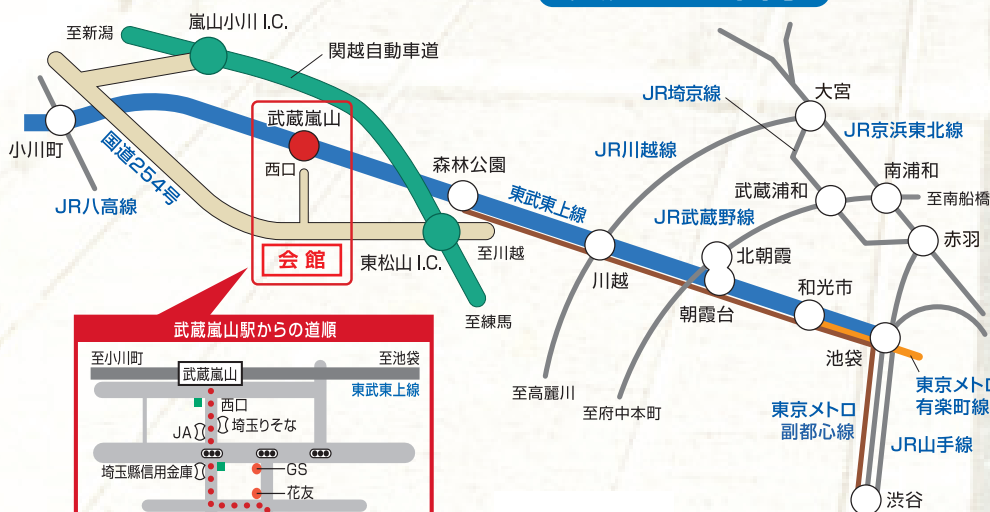 至新潟
嵐山小川 I.C.
関越自動車道
武蔵嵐山
西口
小川町
国道254号
JR八高線
会館
森林公園
東松山 I.C.
至川越
至練馬
東武東上線
JR埼京線
大宮
JR京浜東北線
JR川越線
南浦和
武蔵浦和
至南船橋
JR武蔵野線
赤羽
北朝霞
川越
朝霞台
和光市
池袋
至高麗川
至府中本町
東京メトロ
有楽町線
東京メトロ
副都心線
JR山手線
渋谷
武蔵嵐山駅からの道順
至小川町
武蔵嵐山
至池袋
東武東上線
西口
JA
埼玉りそな
埼玉縣信用金庫
GS
花友